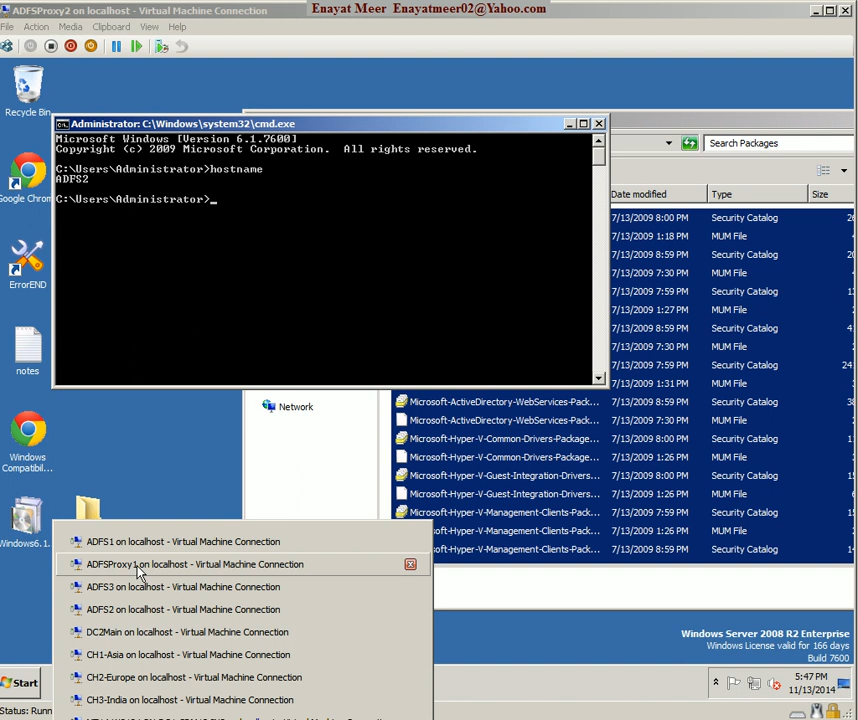 ADFSProxy2 on localhost - Virtual Machine Connection
Enayat Meer Enayatmeer02@Yahoo.com
File Action Media Clipboard View Help
Recycle Bin
Google Chrom
ErrorEND
notes
Windows
Compatibil...
Windows6.1.
Administrator: C:\Windows\system32\cmd.exe
Microsoft Windows [Version 6.1.7600]
Copyright (c) 2009 Microsoft Corporation. All rights reserved.
C:\Users\Administrator>hostname
ADFS2
C:\Users\Administrator>_
Search Packages
Date modified Type Size
7/13/2009 8:00 PM Security Catalog 26
7/13/2009 1:18 PM MUM File 4
7/13/2009 8:59 PM Security Catalog 20
7/13/2009 7:30 PM MUM File
7/13/2009 7:59 PM Security Catalog 12
7/13/2009 1:27 PM MUM File
7/13/2009 8:59 PM Security Catalog 41
7/13/2009 7:30 PM MUM File
7/13/2009 7:59 PM Security Catalog 241
7/13/2009 1:31 PM MUM File
Microsoft-ActiveDirectory-WebServices-Pack... 7/13/2009 8:59 PM Security Catalog 38
Microsoft-ActiveDirectory-WebServices-Pack... 7/13/2009 7:30 PM MUM File
Microsoft-Hyper-V-Common-Drivers-Package... 7/13/2009 8:59 PM Security Catalog 11
Microsoft-Hyper-V-Common-Drivers-Package... 7/13/2009 1:26 PM MUM File
Microsoft-Hyper-V-Guest-Integration-Drivers... 7/13/2009 8:59 PM Security Catalog 15
Microsoft-Hyper-V-Guest-Integration-Drivers... 7/13/2009 1:26 PM MUM File
Microsoft-Hyper-V-Management-Clients-Pack... 7/13/2009 7:59 PM Security Catalog
Microsoft-Hyper-V-Management-Clients-Pack... 7/13/2009 1:26 PM MUM File
Microsoft-Hyper-V-Management-Clients-Pack... 7/13/2009 8:59 PM Security Catalog
Network
ADFS1 on localhost - Virtual Machine Connection
ADFSProxy1 on localhost - Virtual Machine Connection
ADFS3 on localhost - Virtual Machine Connection
ADFS2 on localhost - Virtual Machine Connection
DC2Main on localhost - Virtual Machine Connection
CH1-Asia on localhost - Virtual Machine Connection
CH2-Europe on localhost - Virtual Machine Connection
CH3-India on localhost - Virtual Machine Connection
Windows Server 2008 R2 Enterprise
Windows License valid for 166 days
Build 7600
Start
5:47 PM
11/13/2014
Status: Runn